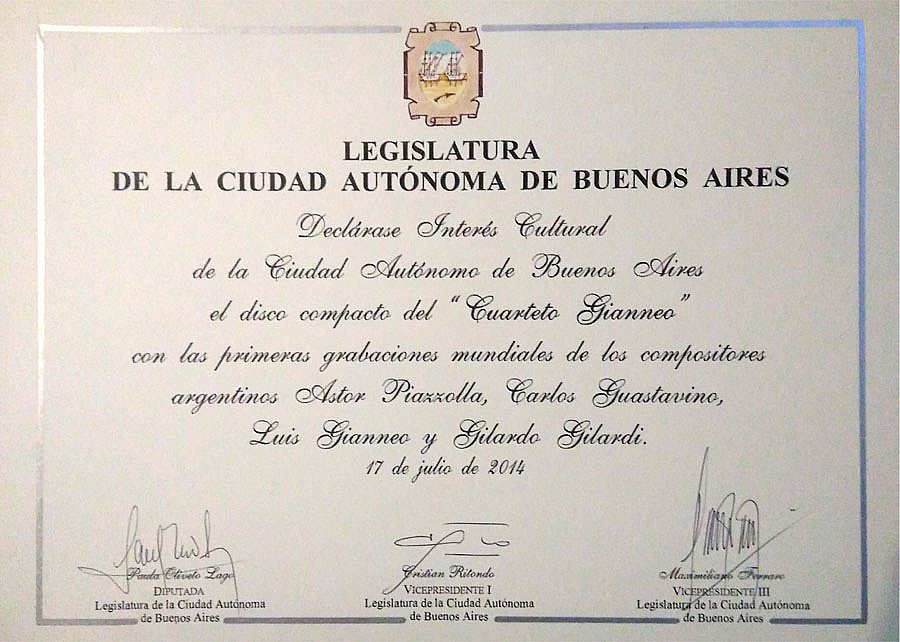 LEGISLATURA
DE LA CIUDAD AUTÓNOMA DE BUENOS AIRES
Declárase Interés Cultural
de la Ciudad Autónomo de Buenos Aires
el disco compacto del "Cuarteto Gianneo"
con las primeras grabaciones mundiales de los compositores
argentinos Astor Piazzolla, Carlos Guastavino,
Luis Gianneo y Gilardo Gilardi.
17 de julio de 2014
Paula Oliveto Lago
DIPUTADA
Legislatura de la Ciudad Autónoma
de Buenos Aires
Cristian Ritondo
VICEPRESIDENTE I
Legislatura de la Ciudad Autónoma
de Buenos Aires
Maximiliano Ferraro
VICEPRESIDENTE III
Legislatura de la Ciudad Autónoma
de Buenos Aires